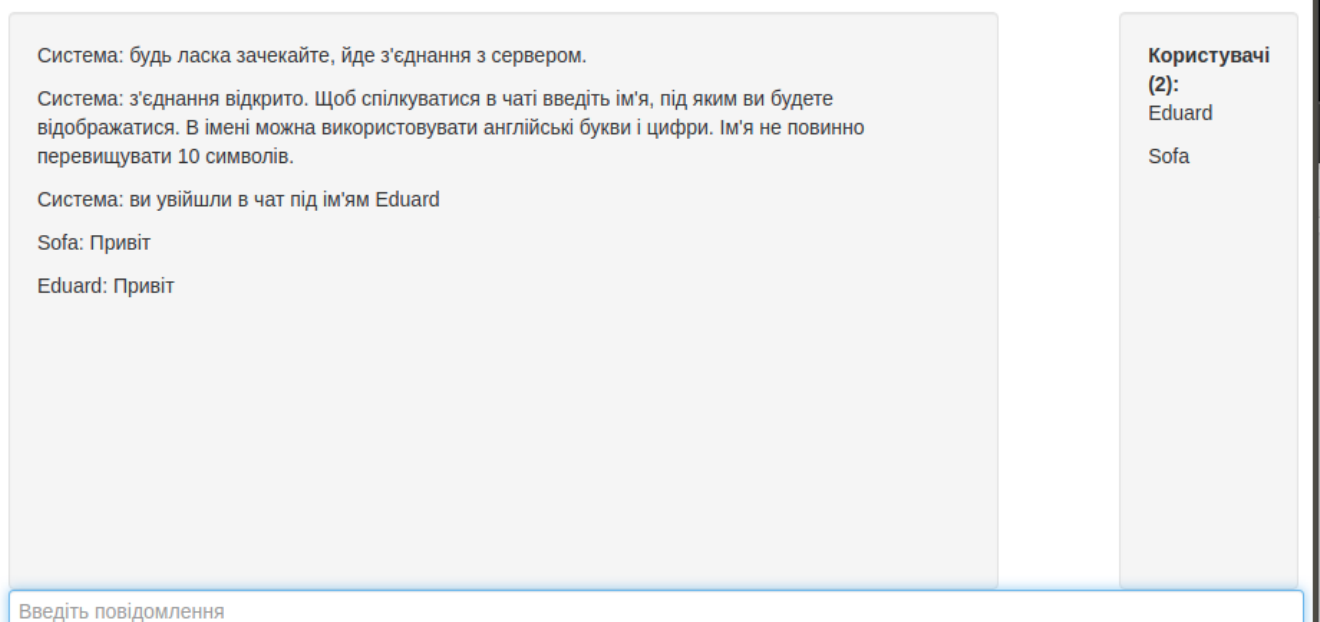 Система: будь ласка зачекайте, йде з'єднання з сервером.
Система: з'єднання відкрито. Щоб спілкуватися в чаті введіть ім'я, під яким ви будете
відображатися. В імені можна використовувати англійські букви і цифри. Ім'я не повинно
перевищувати 10 символів.
Система: ви увійшли в чат під ім'ям Eduard
Sofa: Привіт
Eduard: Привіт
Користувачі
(2):
Eduard
Sofa
Введіть повідомлення